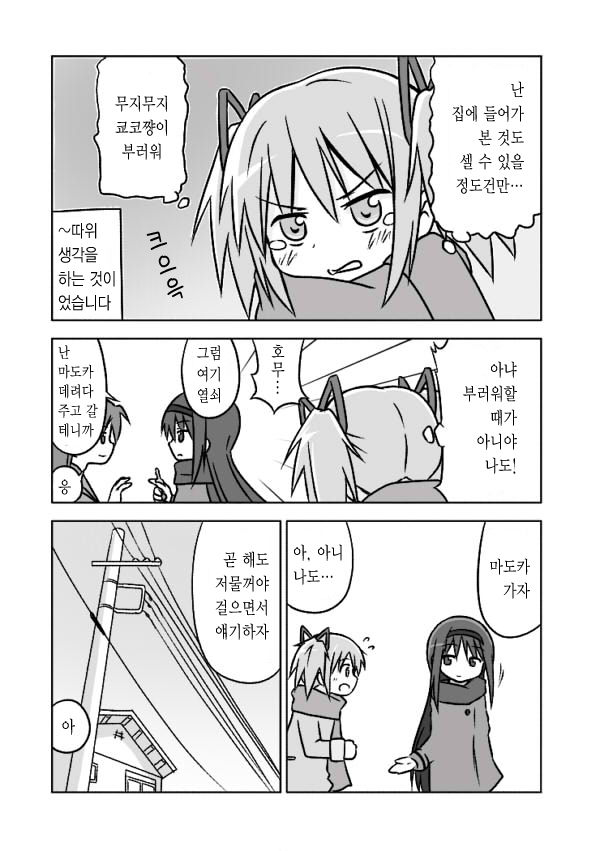 난
집에 들어가
본 것도
셀 수 있을
정도건만…
무지무지
쿄코쨩이
부러워
크으윽
~따위
생각을
하는 것이
었습니다
아냐
부러워할
때가
아니야
나도!
호무…
그럼
여기
열쇠
난
마도카
데려다
주고 갈
테니까
응
마도카
가자
아, 아니
나도…
곧 해도
저물꺼야
걸으면서
얘기하자
아